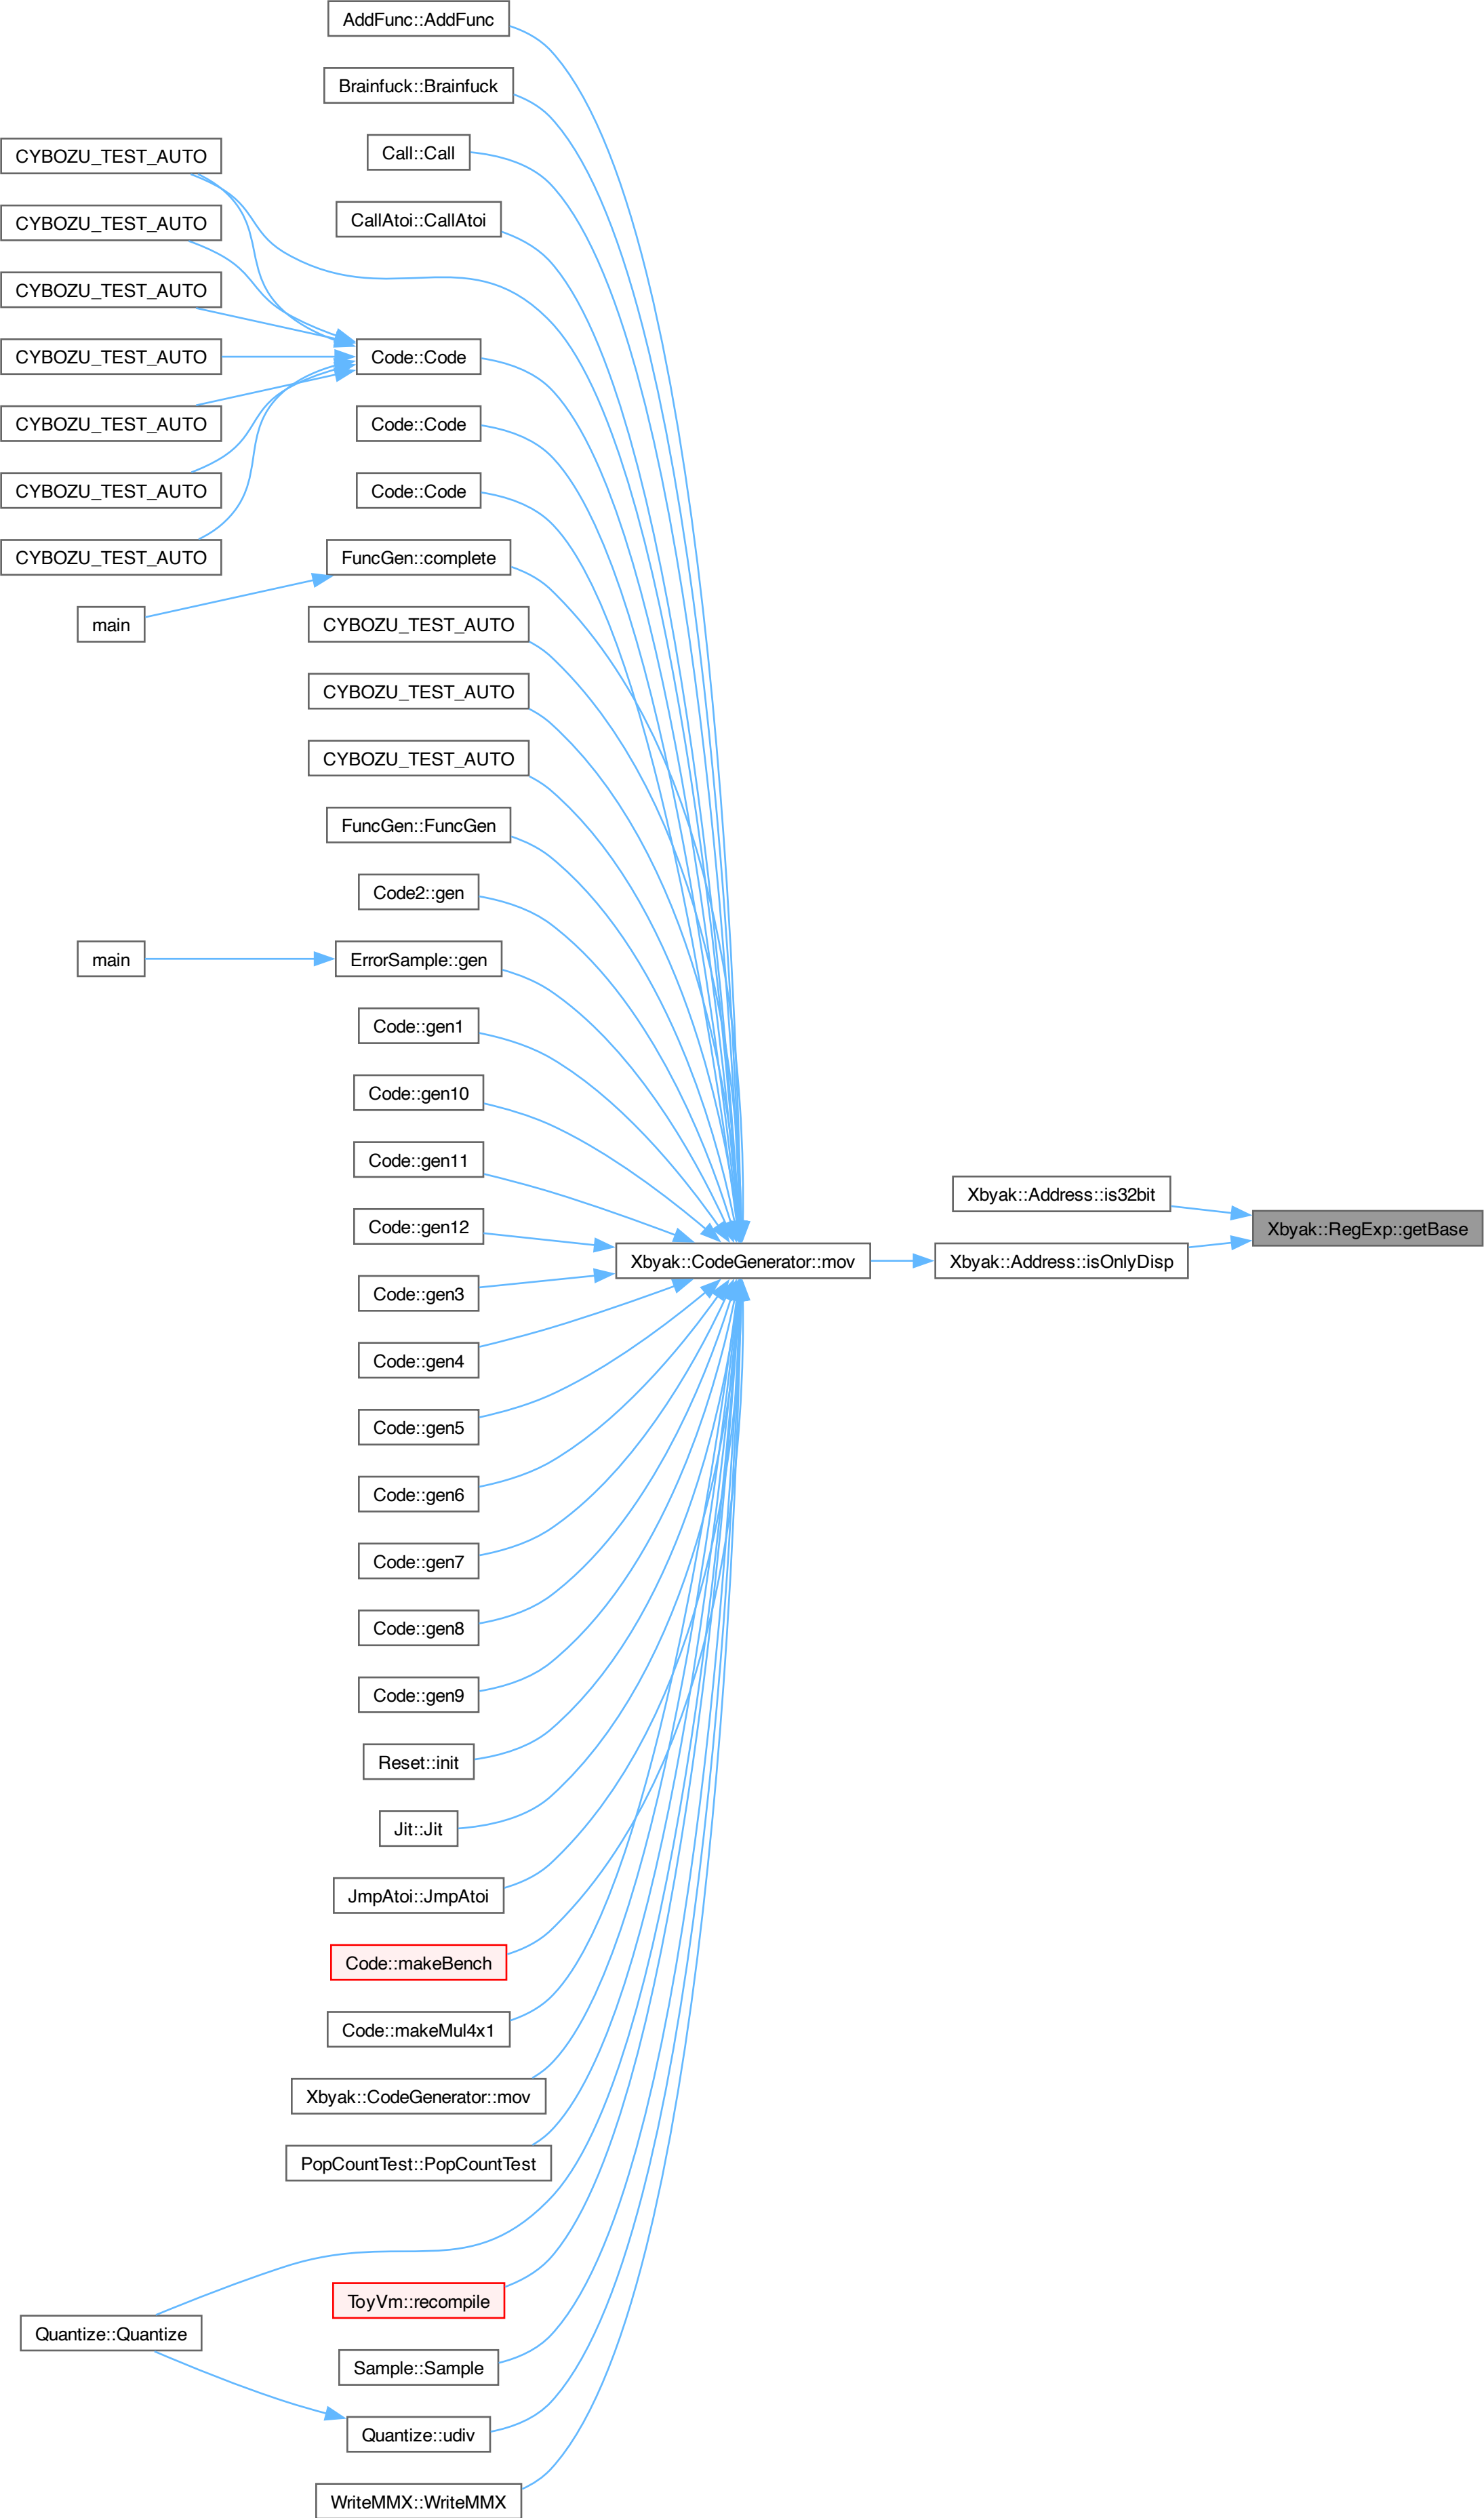 AddFunc::AddFunc
Brainfuck::Brainfuck
Call::Call
CYBOZU_TEST_AUTO
CallAtoi::CallAtoi
CYBOZU_TEST_AUTO
CYBOZU_TEST_AUTO
CYBOZU_TEST_AUTO
Code::Code
CYBOZU_TEST_AUTO
Code::Code
CYBOZU_TEST_AUTO
Code::Code
CYBOZU_TEST_AUTO
FuncGen::complete
main
CYBOZU_TEST_AUTO
CYBOZU_TEST_AUTO
CYBOZU_TEST_AUTO
FuncGen::FuncGen
Code2::gen
main
ErrorSample::gen
Code::gen1
Code::gen10
Code::gen11
Xbyak::Address::is32bit
Code::gen12
Xbyak::RegExp::getBase
Xbyak::CodeGenerator::mov
Xbyak::Address::isOnlyDisp
Code::gen3
Code::gen4
Code::gen5
Code::gen6
Code::gen7
Code::gen8
Code::gen9
Reset::init
Jit::Jit
JmpAtoi::JmpAtoi
Code::makeBench
Code::makeMul4x1
Xbyak::CodeGenerator::mov
PopCountTest::PopCountTest
ToyVm::recompile
Quantize::Quantize
Sample::Sample
Quantize::udiv
WriteMMX::WriteMMX